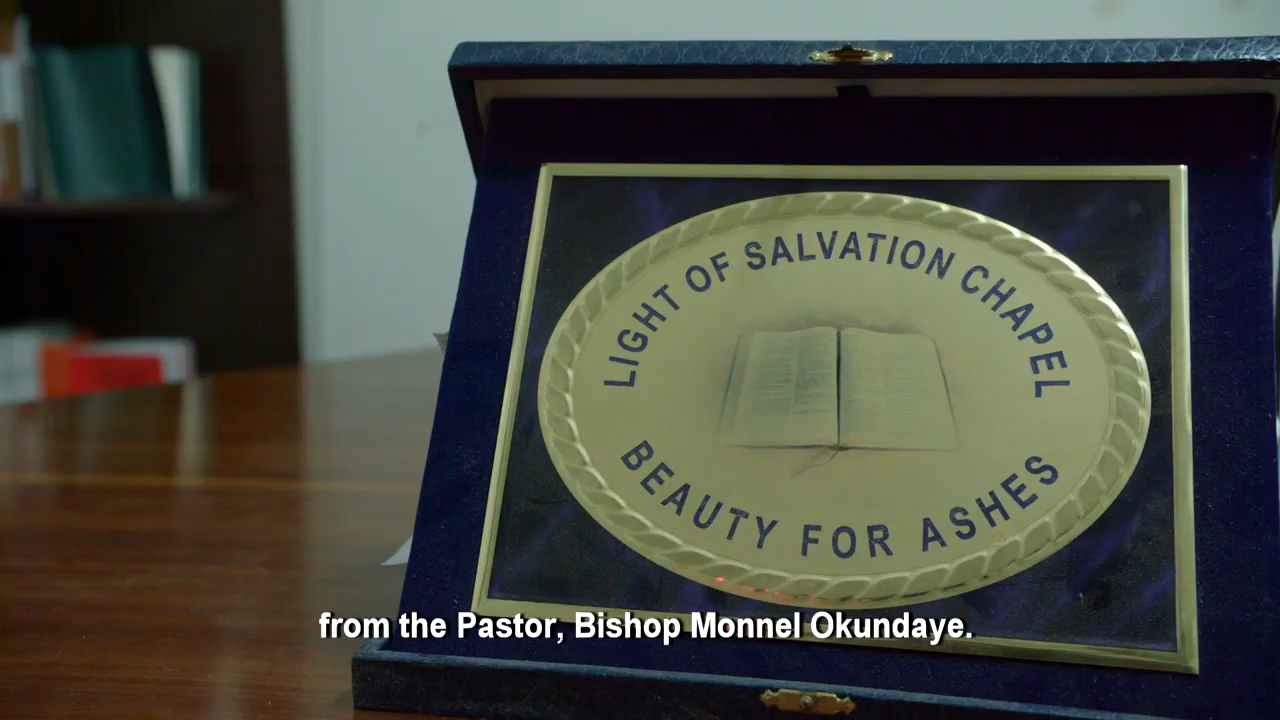 LIGHT OF SALVATION CHAPEL
BEAUTY FOR ASHES
from the Pastor, Bishop Monnel Okundaye.